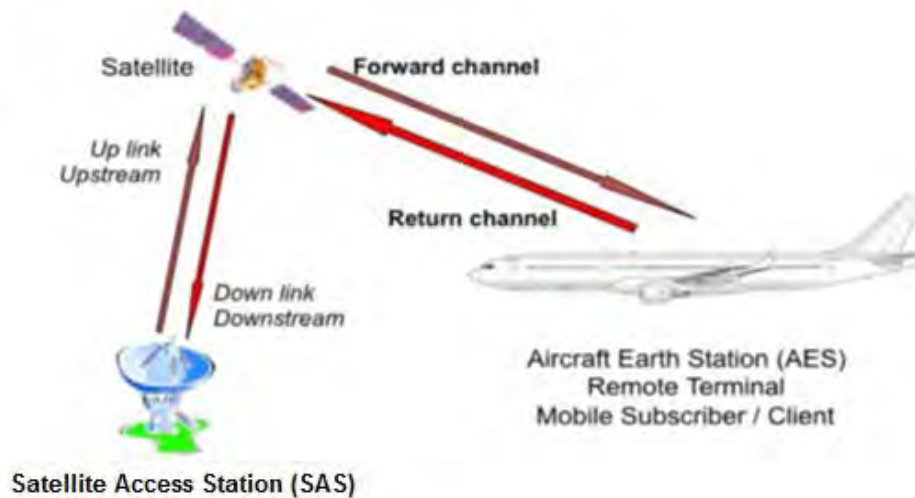 Satellite
Forward channel
Up link
Upstream
Return channel
Down link
Downstream
Aircraft Earth Station (AES)
Remote Terminal
Mobile Subscriber / Client
Satellite Access Station (SAS)